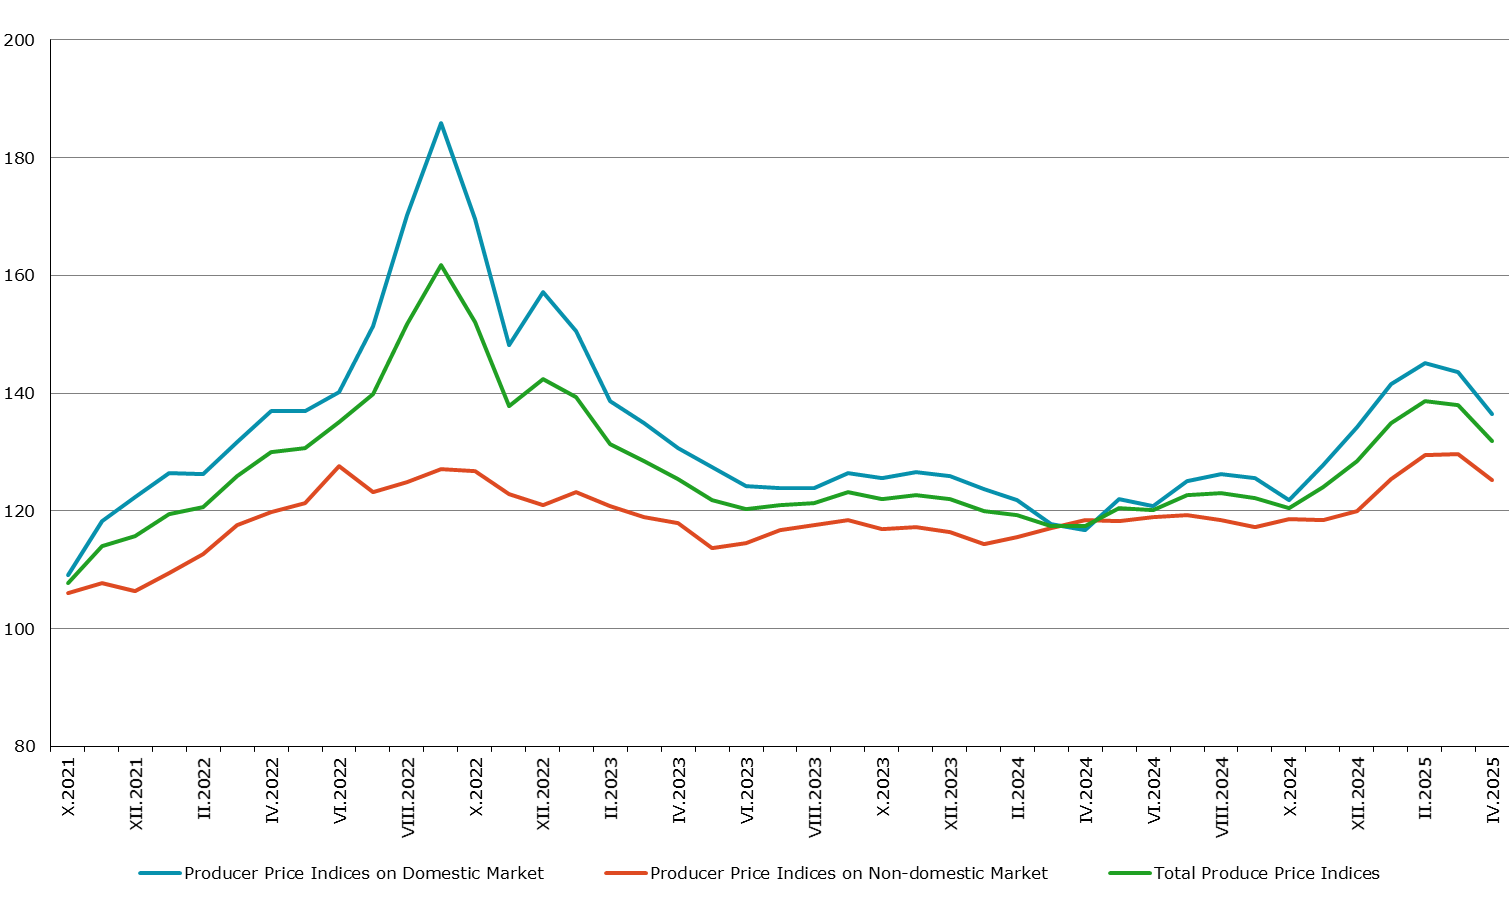 200
180
160
140
120
100
80
X.2021
XII.2021
II.2022
IV.2022
VI.2022
VIII.2022
X.2022
XII.2022
II.2023
IV.2023
VI.2023
VIII.2023
X.2023
XII.2023
II.2024
IV.2024
VI.2024
VIII.2024
X.2024
XII.2024
II.2025
IV.2025
Producer Price Indices on Domestic Market
Producer Price Indices on Non-domestic Market
Total Produce Price Indices